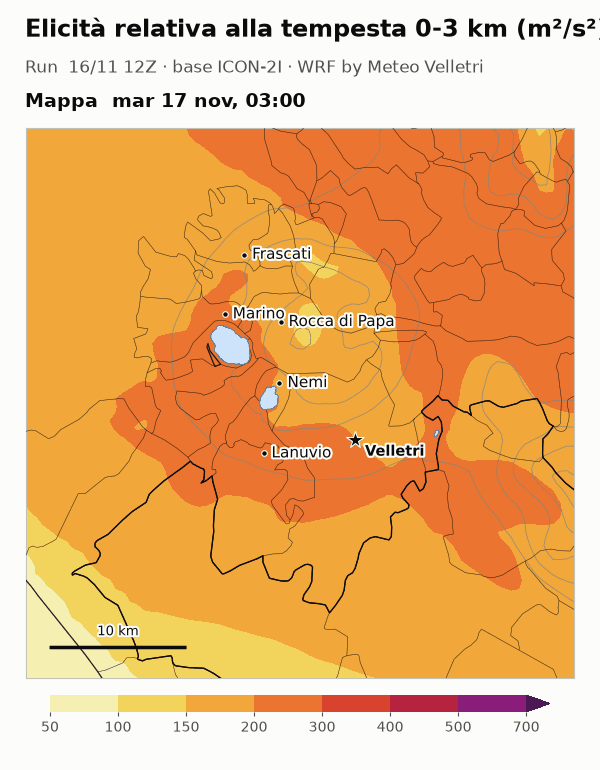 Elicità relativa alla tempesta 0-3 km (m²/s²)
Run 16/11 12Z · base ICON-2I · WRF by Meteo Velletri
Mappa mar 17 nov, 03:00
Frascati
Marino
Rocca di Papa
Nemi
Velletri
Lanuvio
10 km
50 100 150 200 300 400 500 700